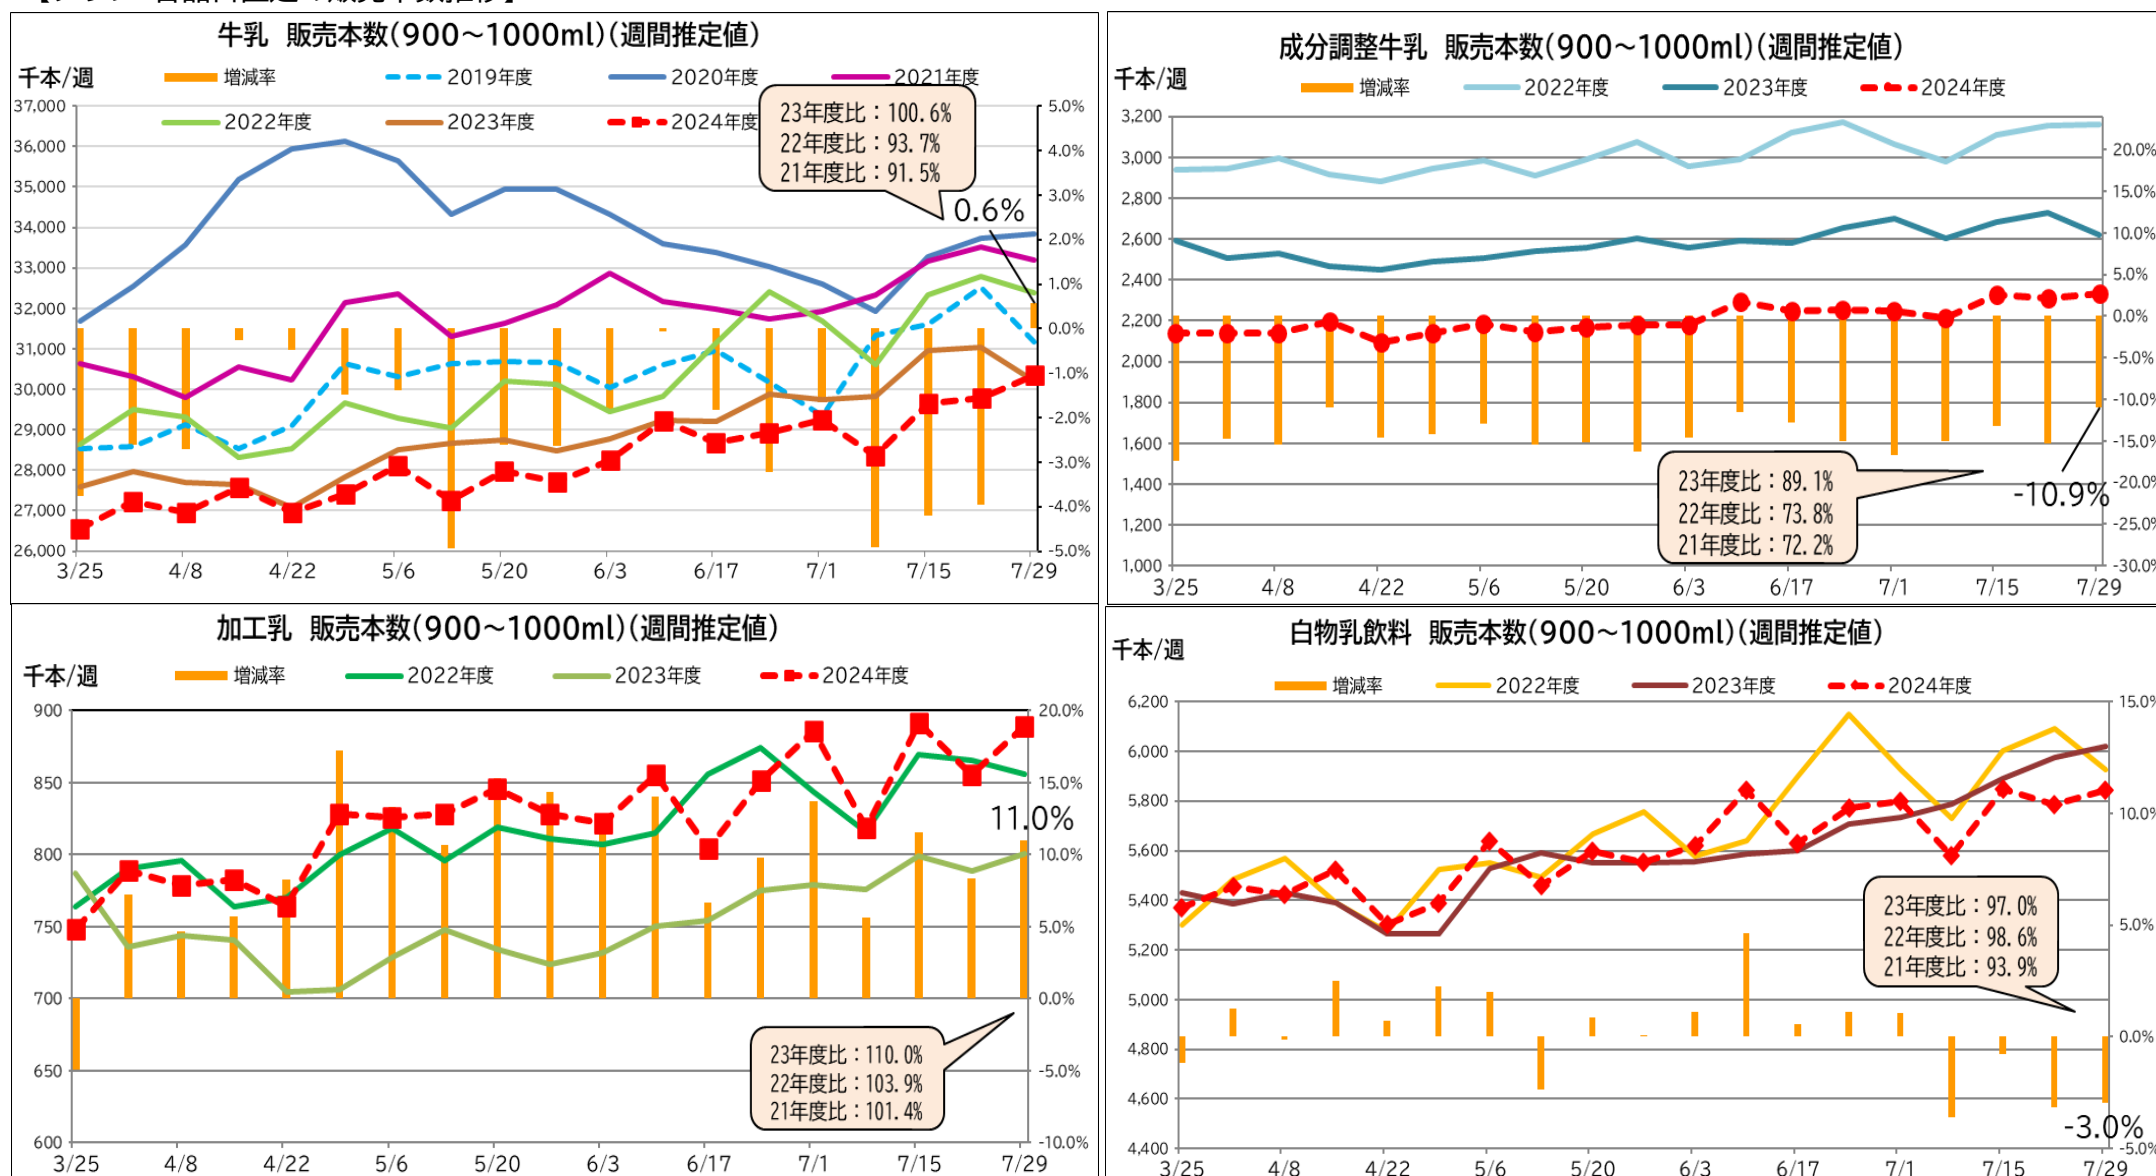 牛乳　販売本数(900～1000ml)(週間推定値)
千本/週
増減率 2019年度 2020年度 2021年度
2022年度 2023年度 2024年度
23年度比：100.6%
22年度比：93.7%
21年度比：91.5%
0.6%
37,000 5.0%
36,000 4.0%
35,000 3.0%
34,000 2.0%
33,000 1.0%
32,000 0.0%
31,000 -1.0%
30,000 -2.0%
29,000 -3.0%
28,000 -4.0%
27,000 -5.0%
26,000
3/25 4/8 4/22 5/6 5/20 6/3 6/17 7/1 7/15 7/29
成分調整牛乳　販売本数(900～1000ml)(週間推定値)
千本/週
増減率 2022年度 2023年度 2024年度
3,200 20.0%
3,000 15.0%
2,800 10.0%
2,600 5.0%
2,400 0.0%
2,200 -5.0%
2,000 -10.0%
1,800 -15.0%
1,600 -20.0%
1,400 -25.0%
1,200 -30.0%
1,000
23年度比：89.1%
22年度比：73.8%
21年度比：72.2%
-10.9%
3/25 4/8 4/22 5/6 5/20 6/3 6/17 7/1 7/15 7/29
加工乳　販売本数(900～1000ml)(週間推定値)
千本/週
増減率 2022年度 2023年度 2024年度
900 20.0%
850 15.0%
800 10.0%
750 5.0%
700 0.0%
650 -5.0%
600 -10.0%
11.0%
23年度比：110.0%
22年度比：103.9%
21年度比：101.4%
3/25 4/8 4/22 5/6 5/20 6/3 6/17 7/1 7/15 7/29
白物乳飲料　販売本数(900～1000ml)(週間推定値)
千本/週
増減率 2022年度 2023年度 2024年度
6,200 15.0%
6,000 10.0%
5,800 5.0%
5,600 0.0%
5,400 -5.0%
5,200
5,000
4,800
4,600
4,400
23年度比：97.0%
22年度比：98.6%
21年度比：93.9%
-3.0%
3/25 4/8 4/22 5/6 5/20 6/3 6/17 7/1 7/15 7/29